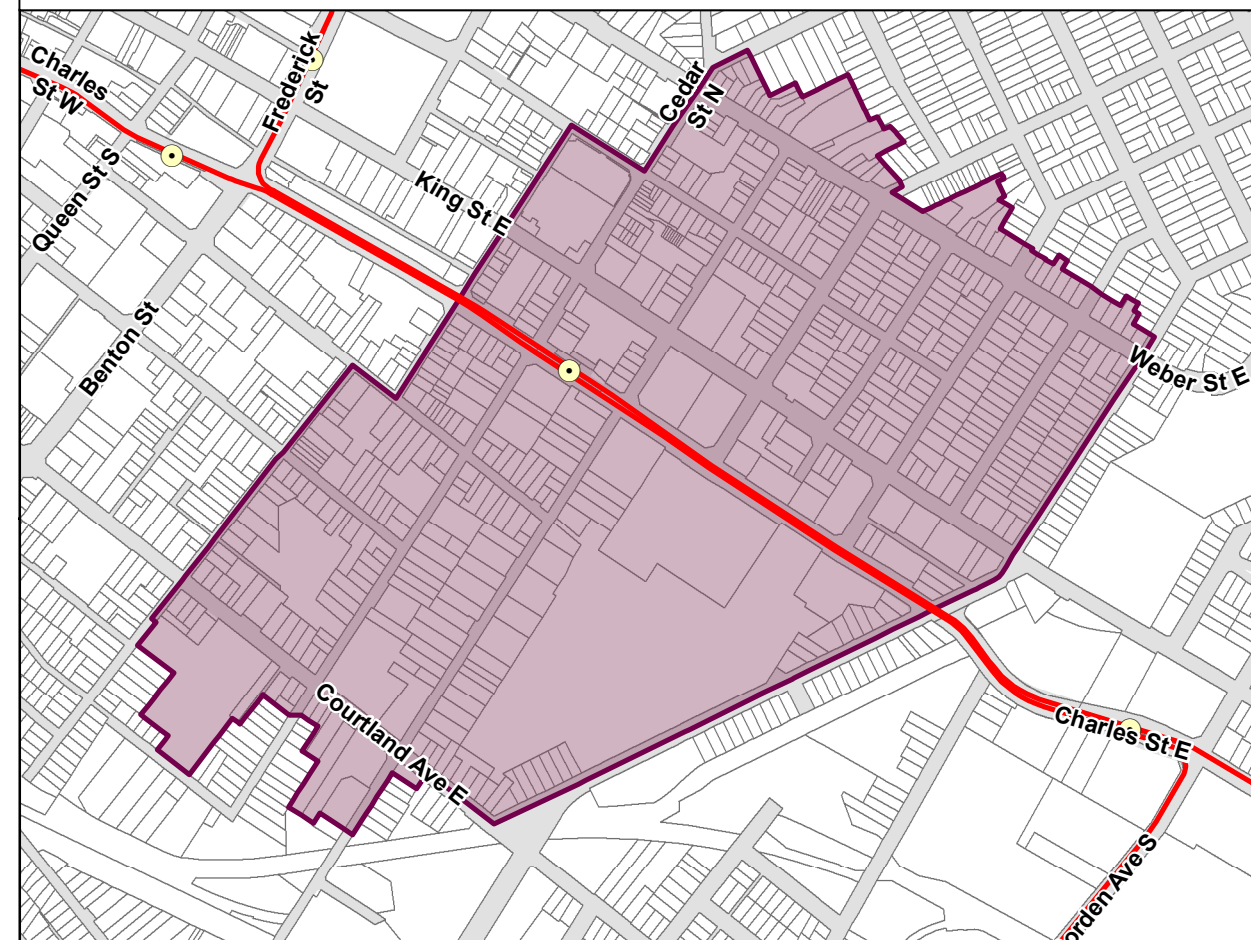 Charles
St W
Frederick
St
Cedar
St N
Queen St S
King St E
Benton St
Weber St E
Courtland Ave E
Charles St E
orden Ave S